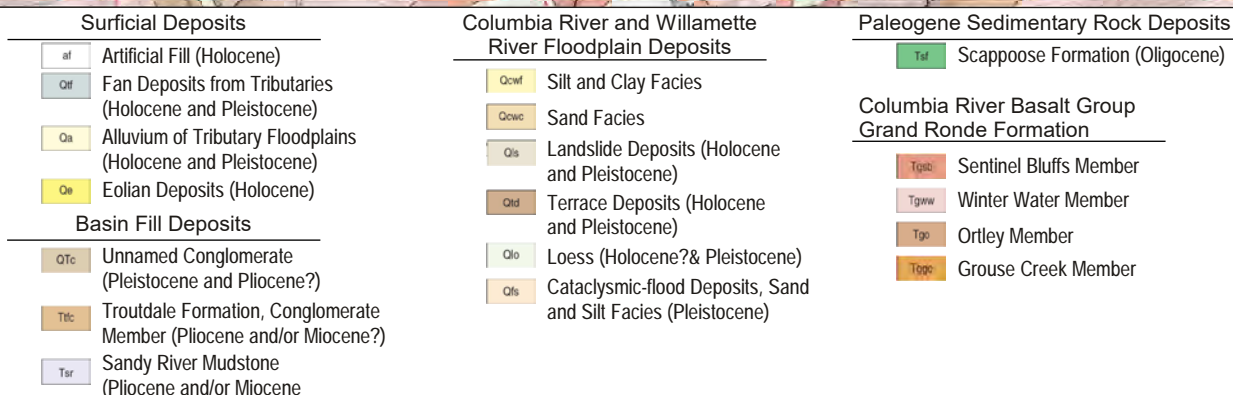 Surficial Deposits
af Artificial Fill (Holocene)
Qtf Fan Deposits from Tributaries
(Holocene and Pleistocene)
Qa Alluvium of Tributary Floodplains
(Holocene and Pleistocene)
Qe Eolian Deposits (Holocene)
Basin Fill Deposits
QTc Unnamed Conglomerate
(Pleistocene and Pliocene?)
Ttfc Troutdale Formation, Conglomerate
Member (Pliocene and/or Miocene?)
Tsr Sandy River Mudstone
(Pliocene and/or Miocene
Columbia River and Willamette
River Floodplain Deposits
Qcwf Silt and Clay Facies
Qcwc Sand Facies
Qls Landslide Deposits (Holocene
and Pleistocene)
Qtd Terrace Deposits (Holocene
and Pleistocene)
Qlo Loess (Holocene?& Pleistocene)
Qfs Cataclysmic-flood Deposits, Sand
and Silt Facies (Pleistocene)
Paleogene Sedimentary Rock Deposits
Tsf Scappoose Formation (Oligocene)
Columbia River Basalt Group
Grand Ronde Formation
Tgsb Sentinel Bluffs Member
Tgww Winter Water Member
Tgo Ortley Member
Tggc Grouse Creek Member